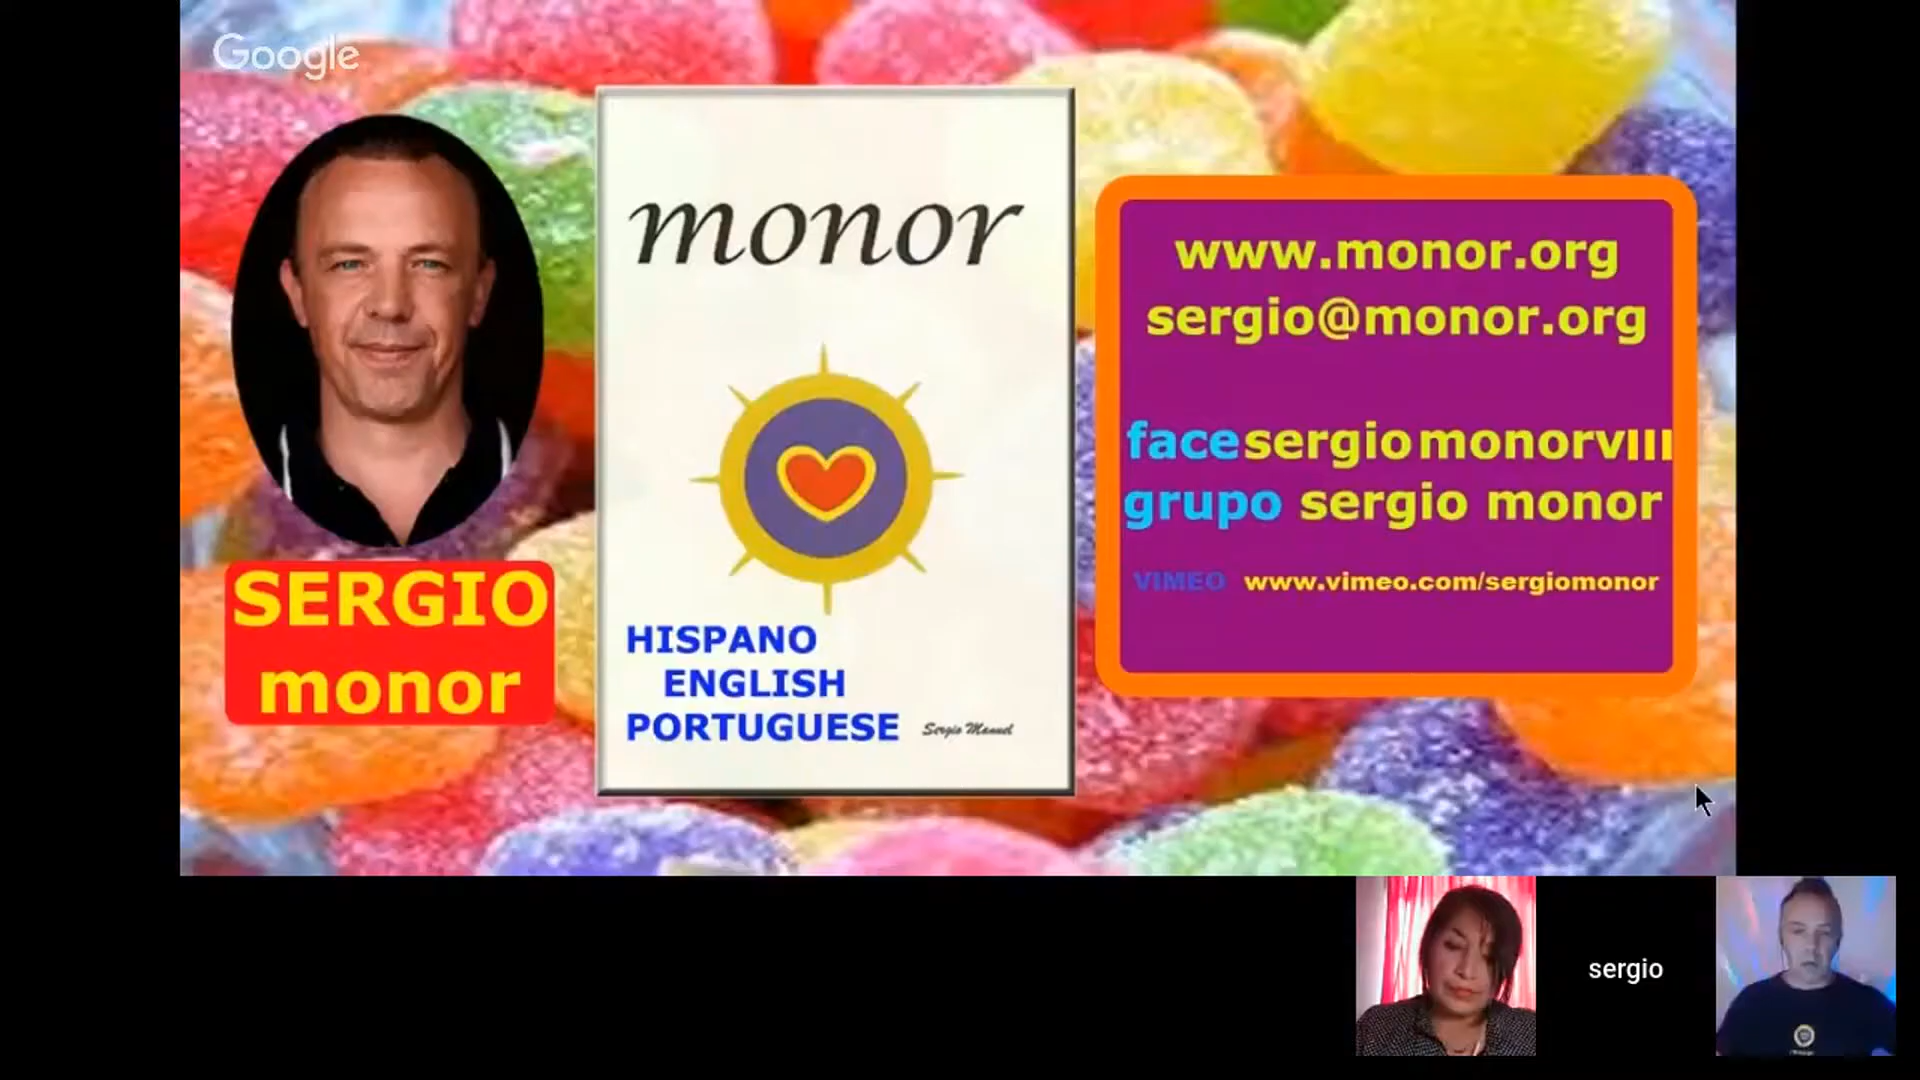 Google
SERGIO
monor
monor
HISPANO
ENGLISH
PORTUGUESE
Sergio Manuel
www.monor.org
sergio@monor.org
facesergiomonorvIII
grupo sergio monor
VIMEO www.vimeo.com/sergiomonor
sergio